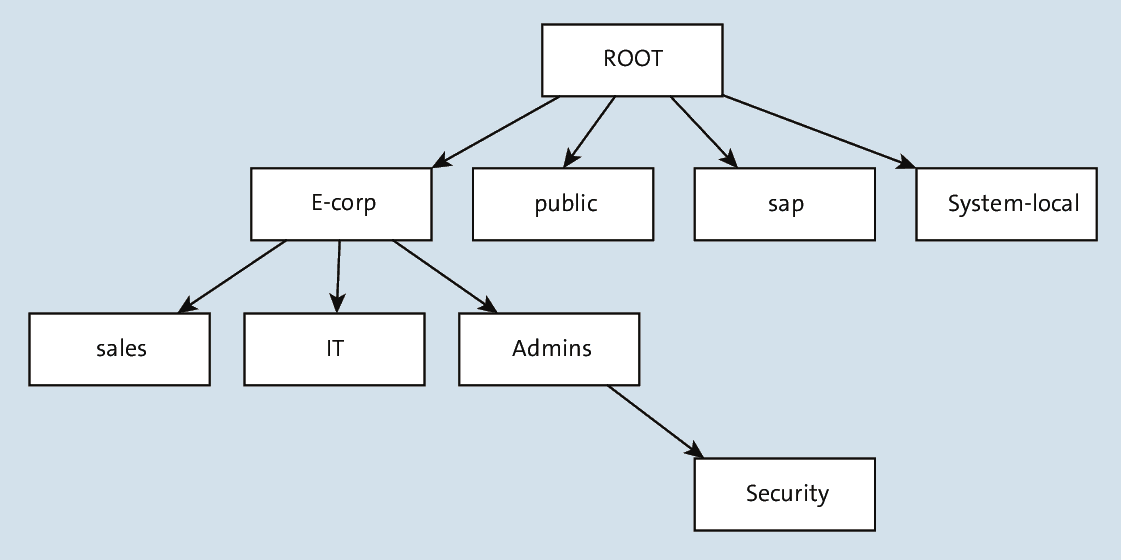 ROOT
E-corp
public
sap
System-local
sales
IT
Admins
Security